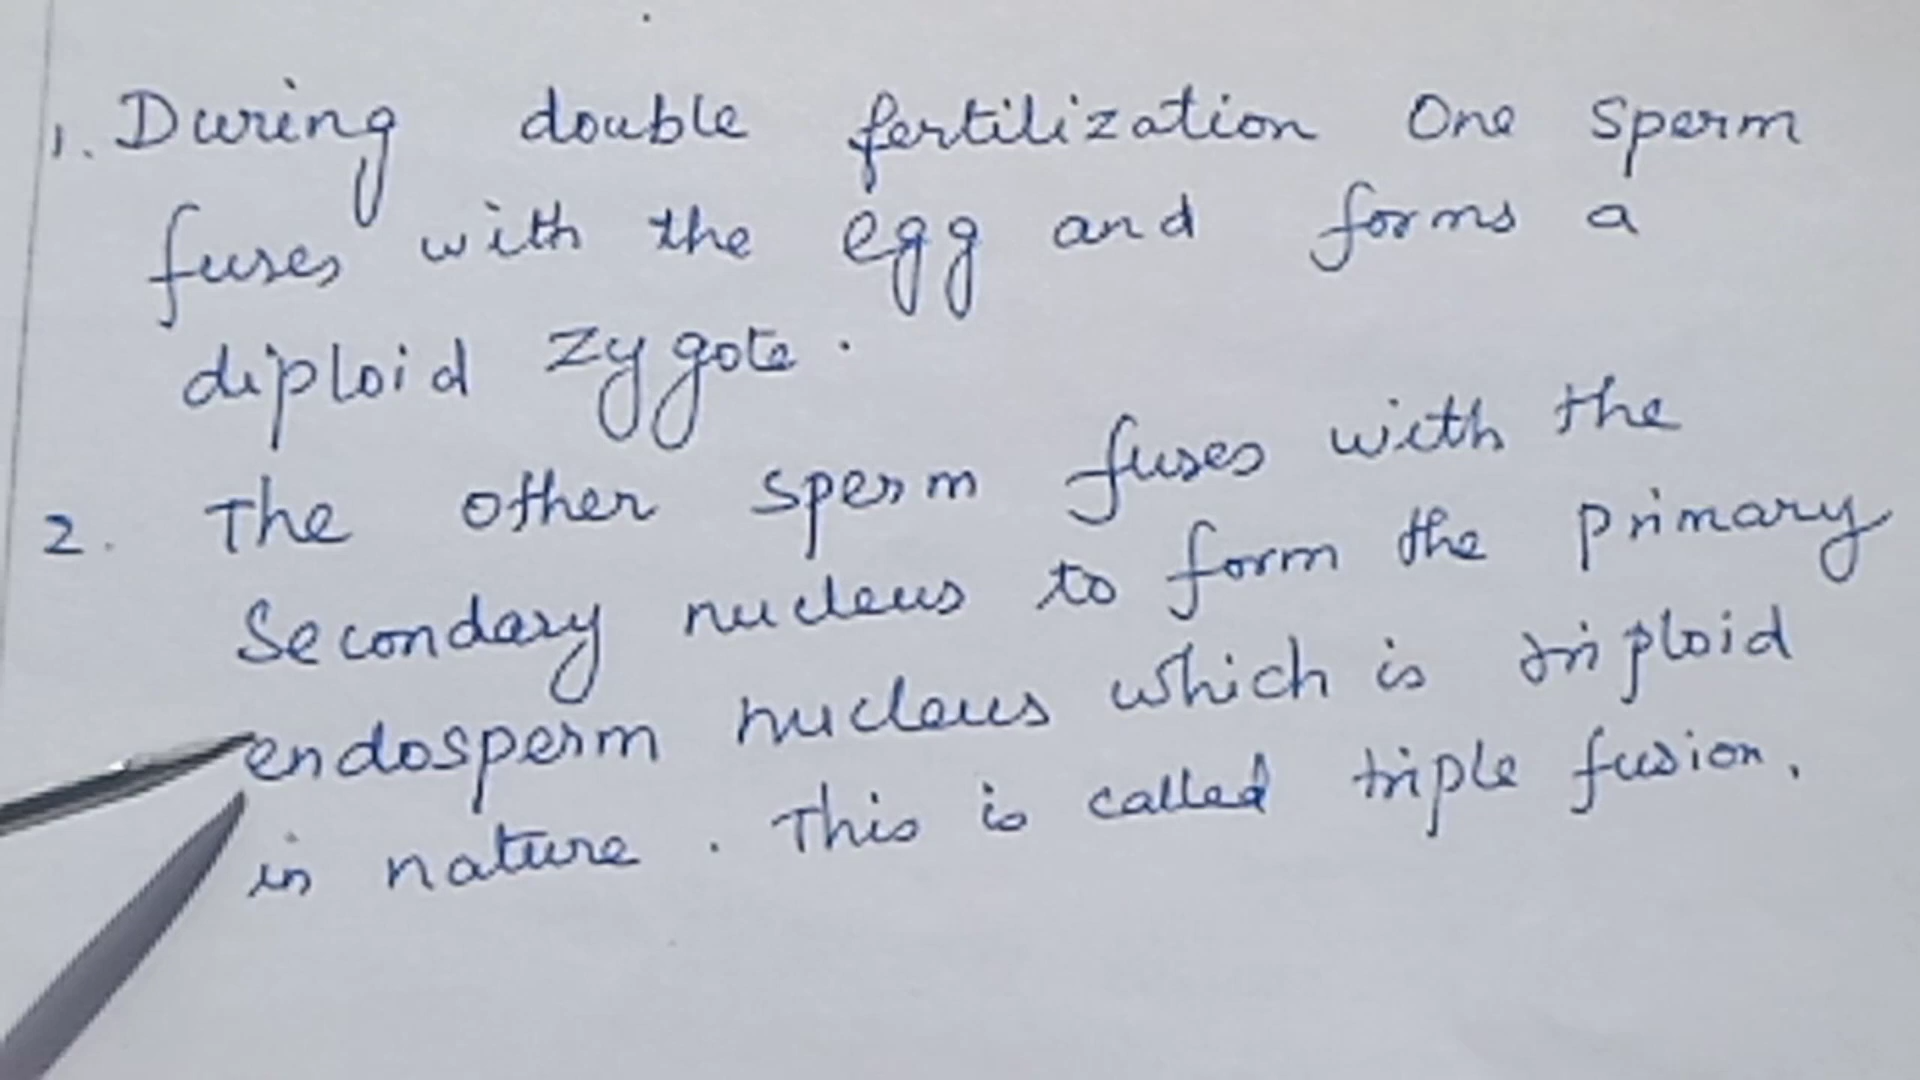 1. During double fertilization One sperm
fuses with the egg and forms a
diploid zygote.
2. The other sperm fuses with the
Secondary nucleus to form the primary
endosperm nucleus which is triploid
in nature. This is called triple fusion.